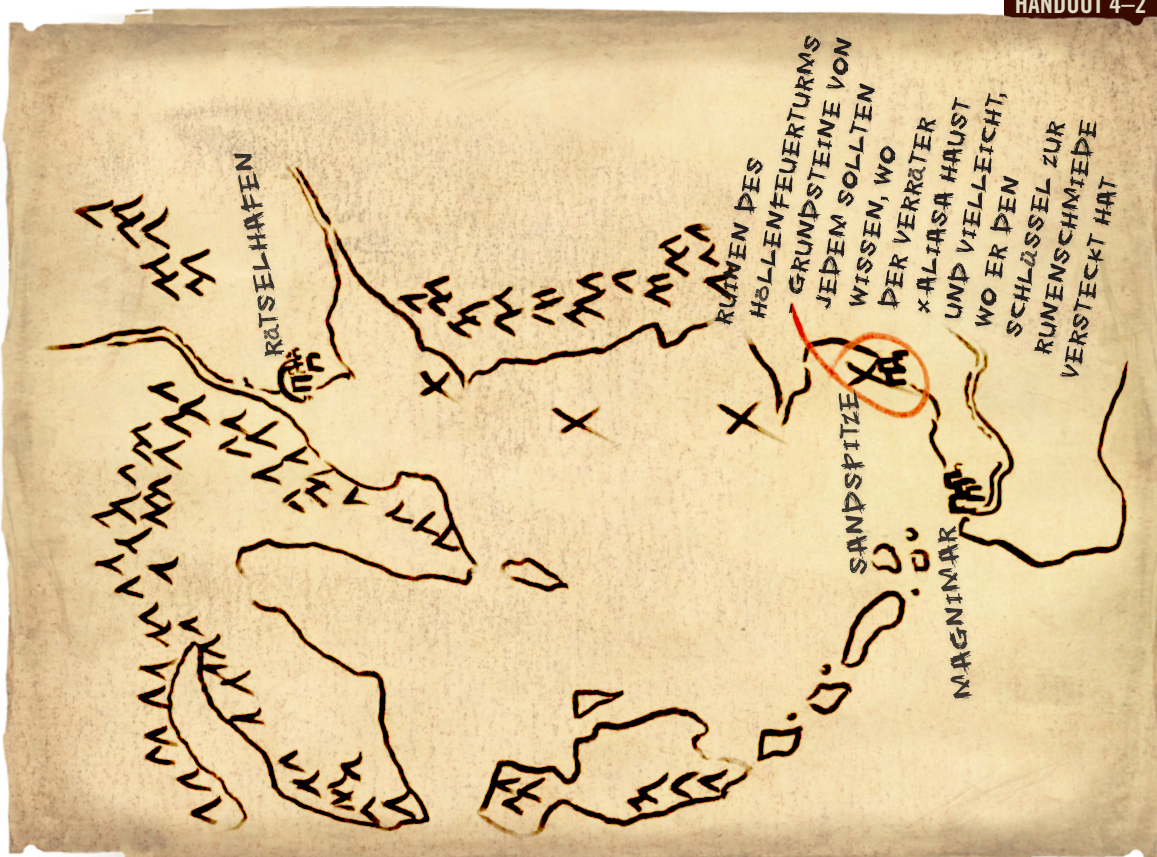 HANDOUT 4–2
RÄTSELHAFEN
RUINEN DES
HÖLLENFEUERTURMS
GRUNDSTEINE VON
JEDEM SOLLTEN
WISSEN, WO
DER VERRÄTER
XALIASA HAUST
UND VIELLEICHT,
WO ER DEN
SCHLÜSSEL ZUR
RUNENSCHMIEDE
VERSTECKT HAT
SANDSPITZE
MAGNIMAR